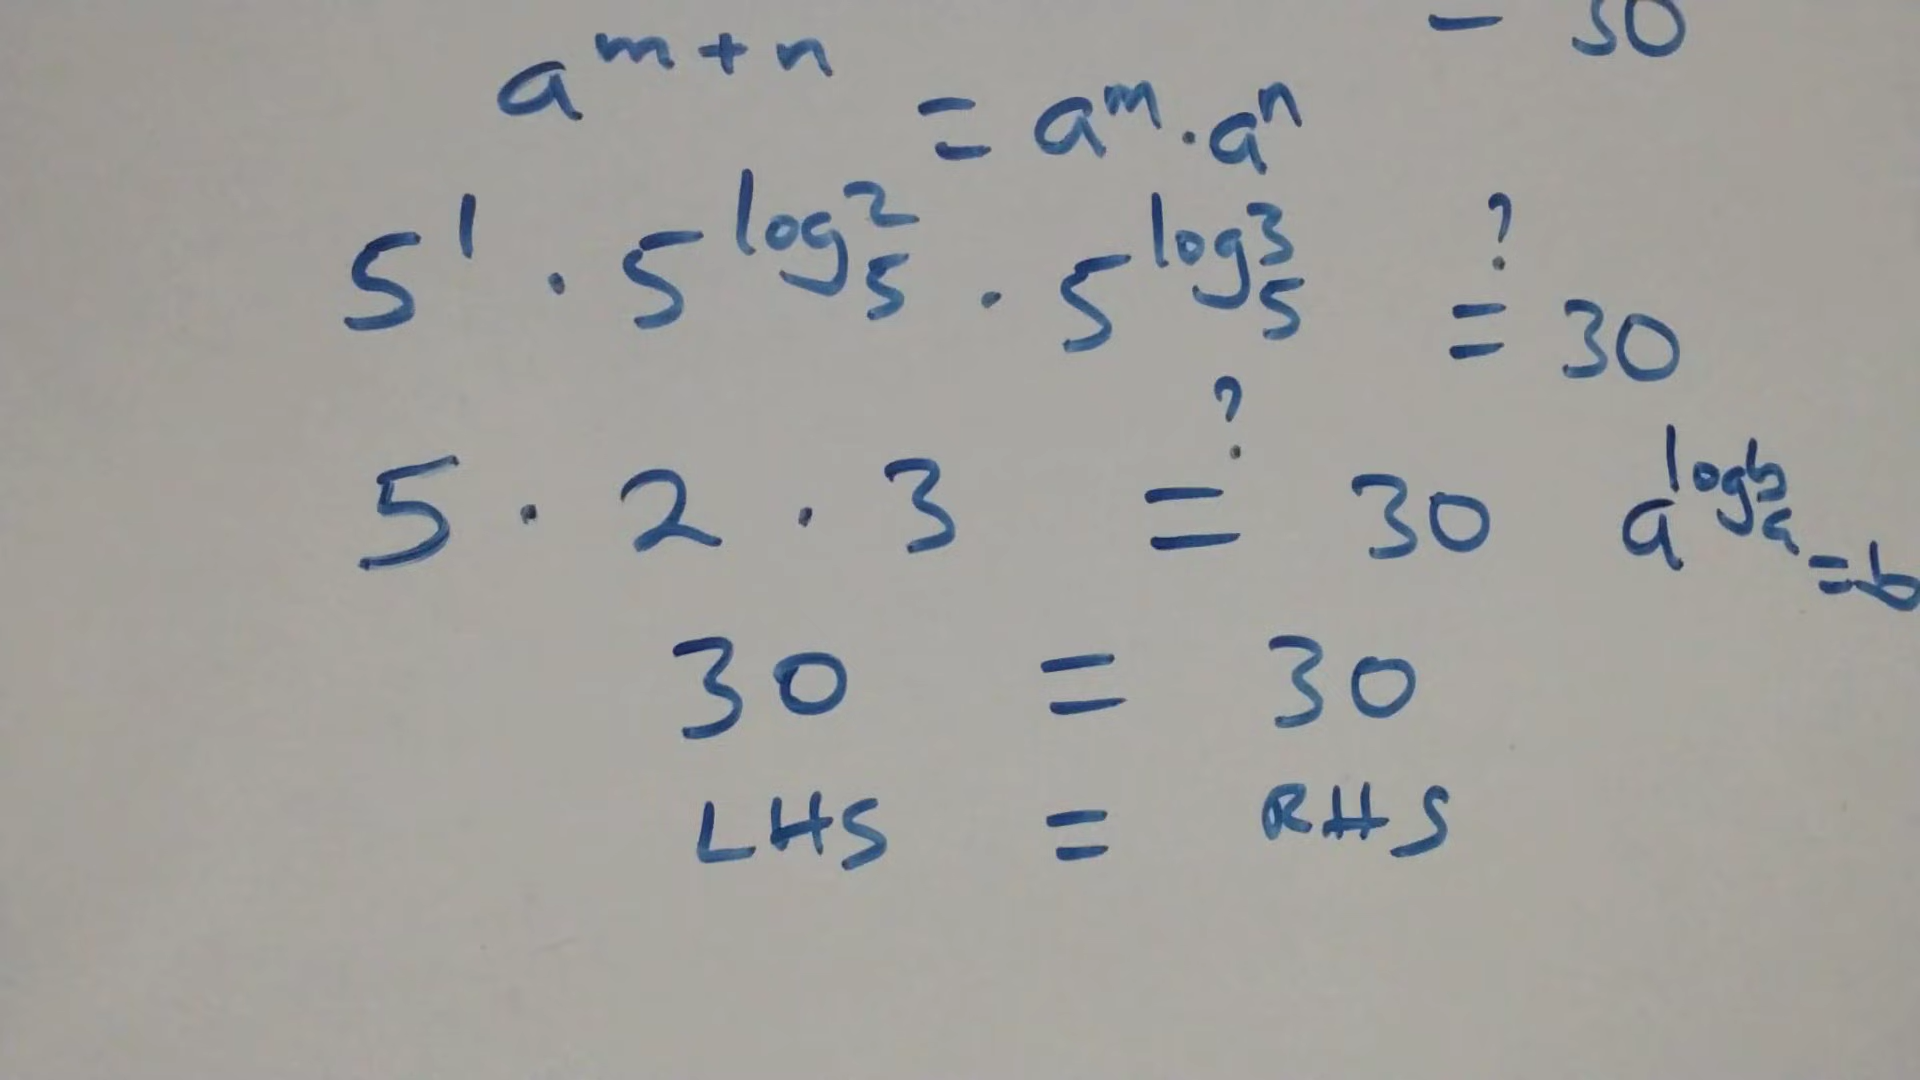 = 30
a^{m+n} = a^m · a^n
5^1 · 5^{log_5^2} · 5^{log_5^3} ?= 30
5 · 2 · 3 ?= 30 a^{log_a^b} = b
30 = 30
LHS = RHS